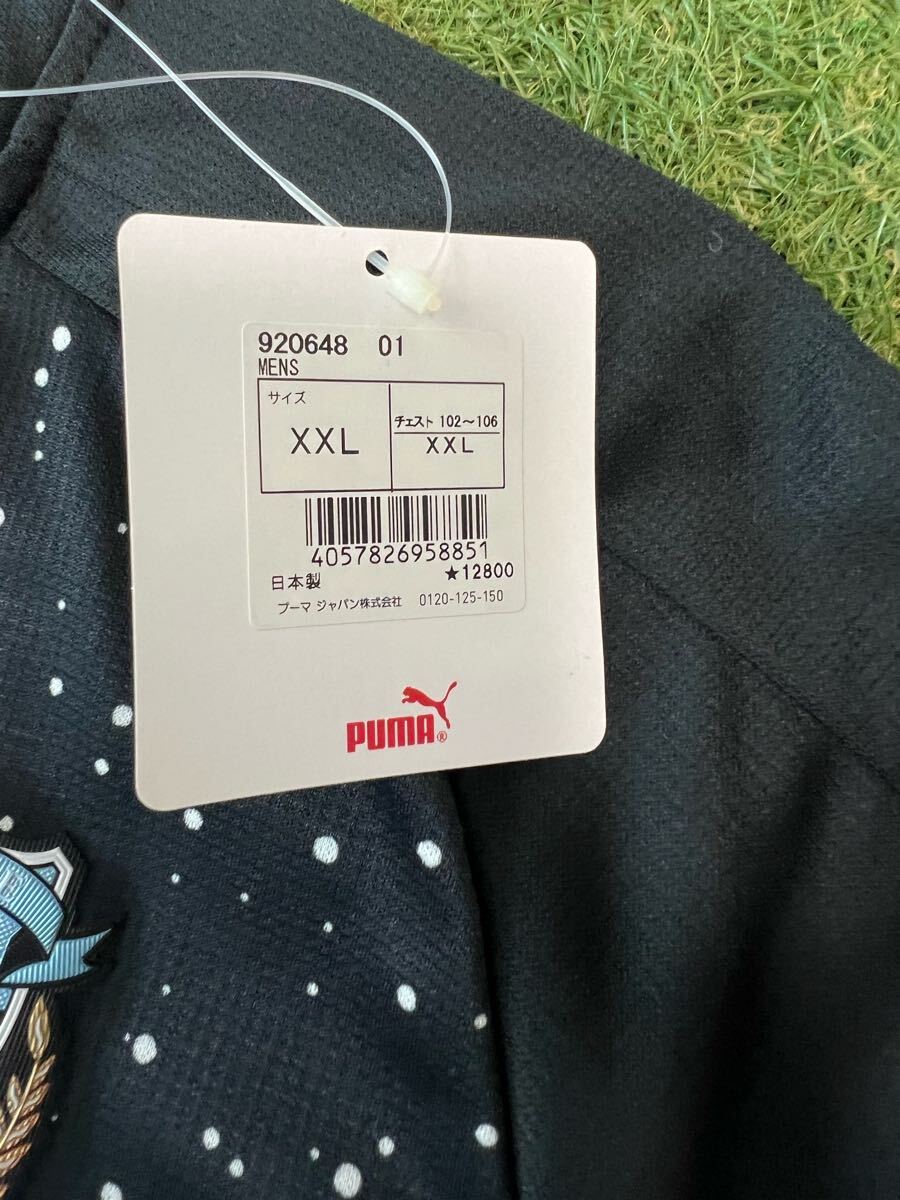 920648 01
MENS
サイズ
XXL
チェスト 102～106
XXL
4057826958851
日本製 ★12800
プーマ ジャパン株式会社 0120-125-150
PUMA®